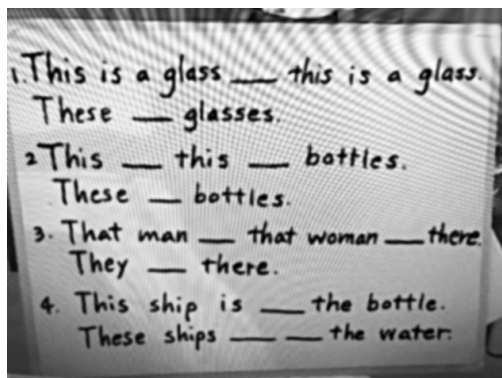 1. This is a glass ___ this is a glass.
These ___ glasses.
2 This ___ this ___ bottles.
These ___ bottles.
3. That man ___ that woman ___ there.
They ___ there.
4. This ship is ___ the bottle.
These ships ___ ___ the water.